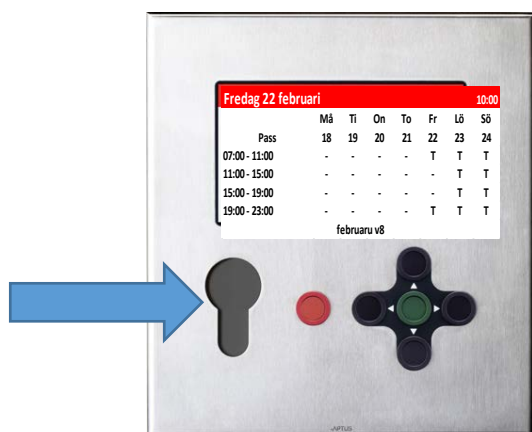 Fredag 22 februari 10:00
Må Ti On To Fr Lö Sö
Pass 18 19 20 21 22 23 24
07:00 - 11:00 - - - - T T T
11:00 - 15:00 - - - - - T T
15:00 - 19:00 - - - - - T T
19:00 - 23:00 - - - - T T T
februaru v8
APTUS